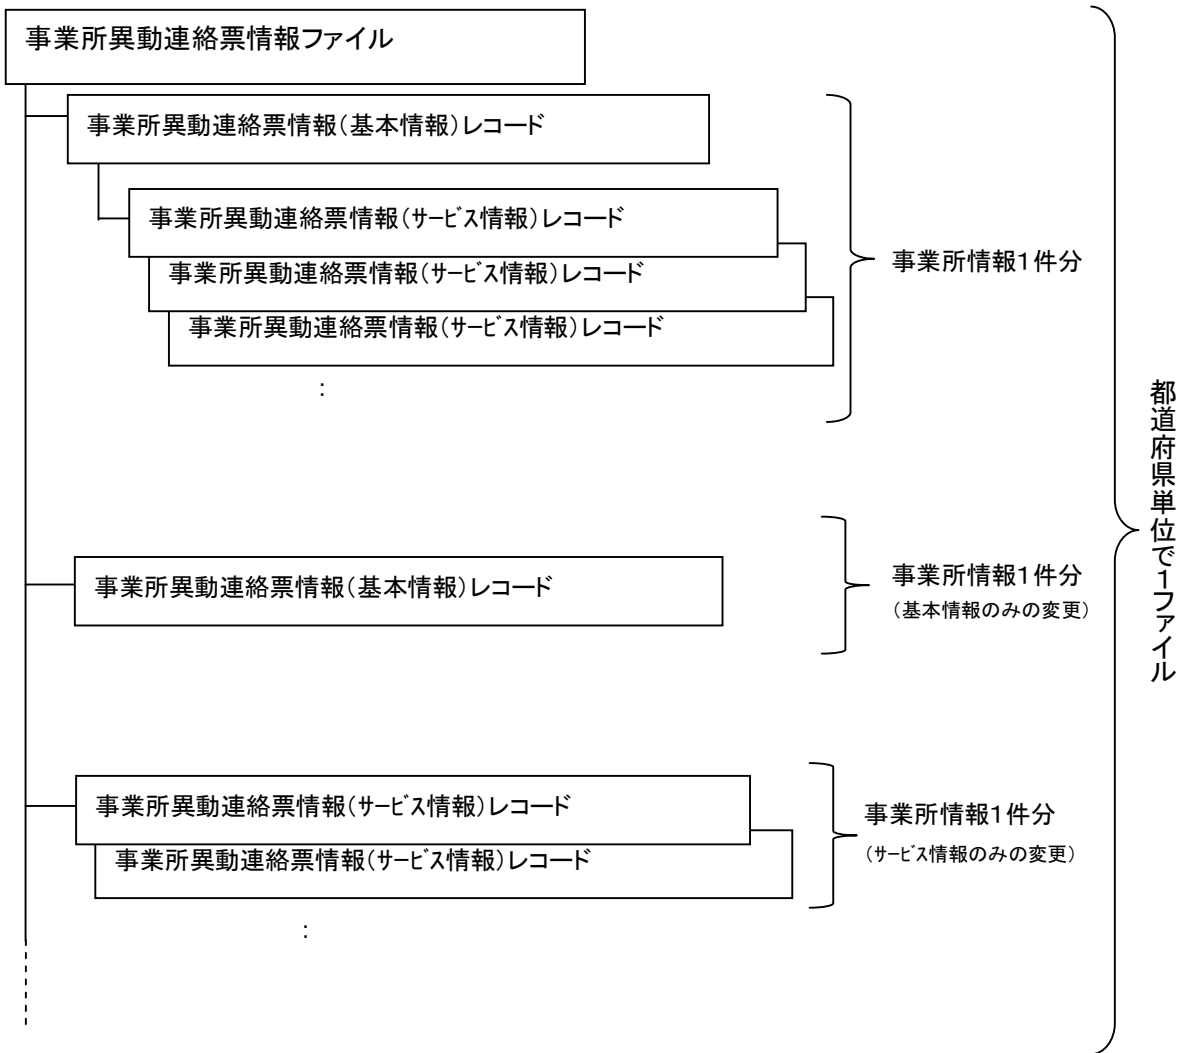 事業所異動連絡票情報ファイル
事業所異動連絡票情報(基本情報)レコード
事業所異動連絡票情報(サービス情報)レコード
事業所異動連絡票情報(サービス情報)レコード
事業所異動連絡票情報(サービス情報)レコード
:
事業所情報1件分
都道府県単位で1ファイル
事業所異動連絡票情報(基本情報)レコード
事業所情報1件分
(基本情報のみの変更)
事業所異動連絡票情報(サービス情報)レコード
事業所異動連絡票情報(サービス情報)レコード
:
事業所情報1件分
(サービス情報のみの変更)